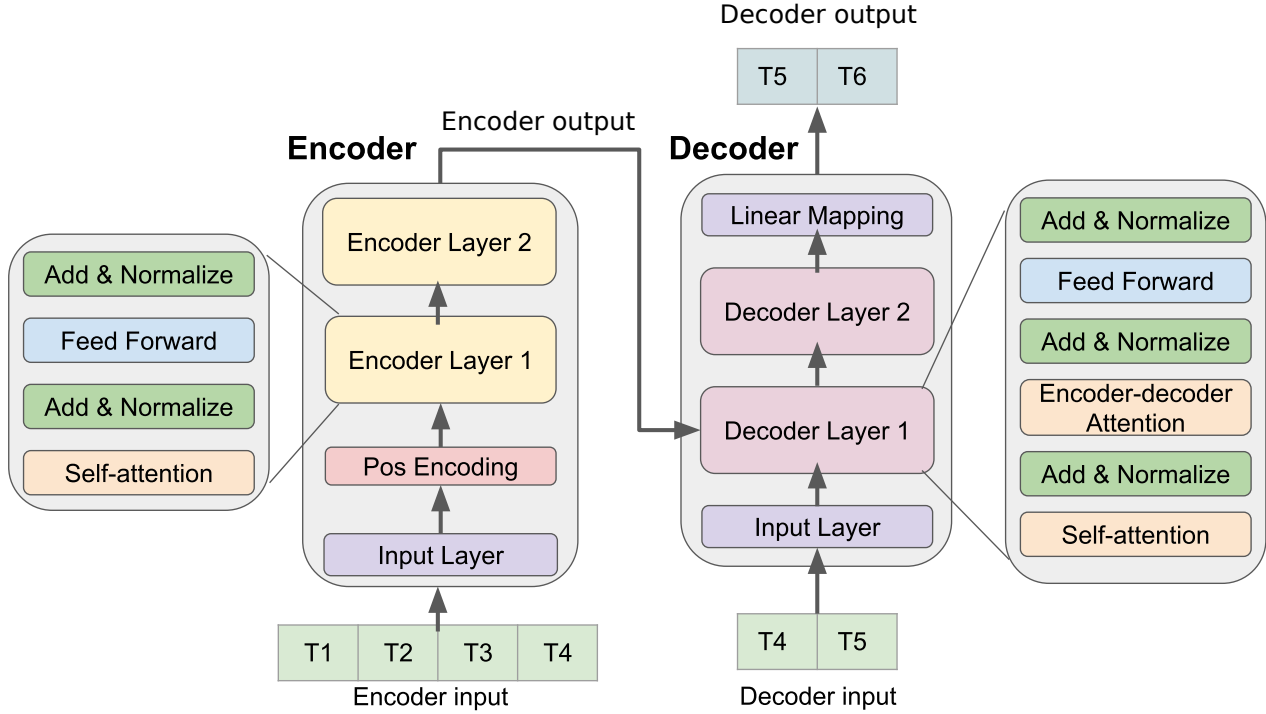 Decoder output
T5 T6
Encoder output
Encoder
Decoder
Add & Normalize
Feed Forward
Add & Normalize
Self-attention
Encoder Layer 2
Encoder Layer 1
Pos Encoding
Input Layer
T1 T2 T3 T4
Encoder input
Linear Mapping
Decoder Layer 2
Decoder Layer 1
Input Layer
T4 T5
Decoder input
Add & Normalize
Feed Forward
Add & Normalize
Encoder-decoder
Attention
Add & Normalize
Self-attention